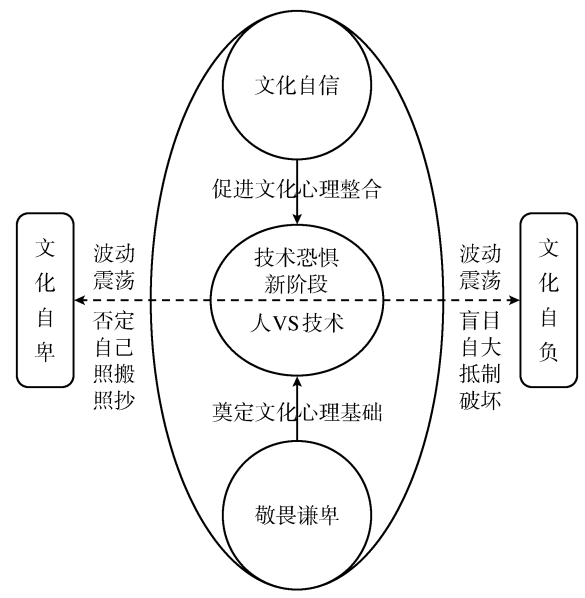 文化自信
促进文化心理整合
文
化
自
卑
波动
震荡
否定
自己
照搬
照抄
技术恐惧
新阶段
人VS技术
波动
震荡
盲目
自大
抵制
破坏
文
化
自
负
奠定文化心理基础
敬畏谦卑